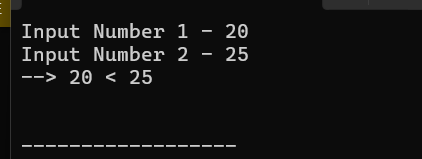 Input Number 1 - 20
Input Number 2 - 25
--> 20 < 25
------------------